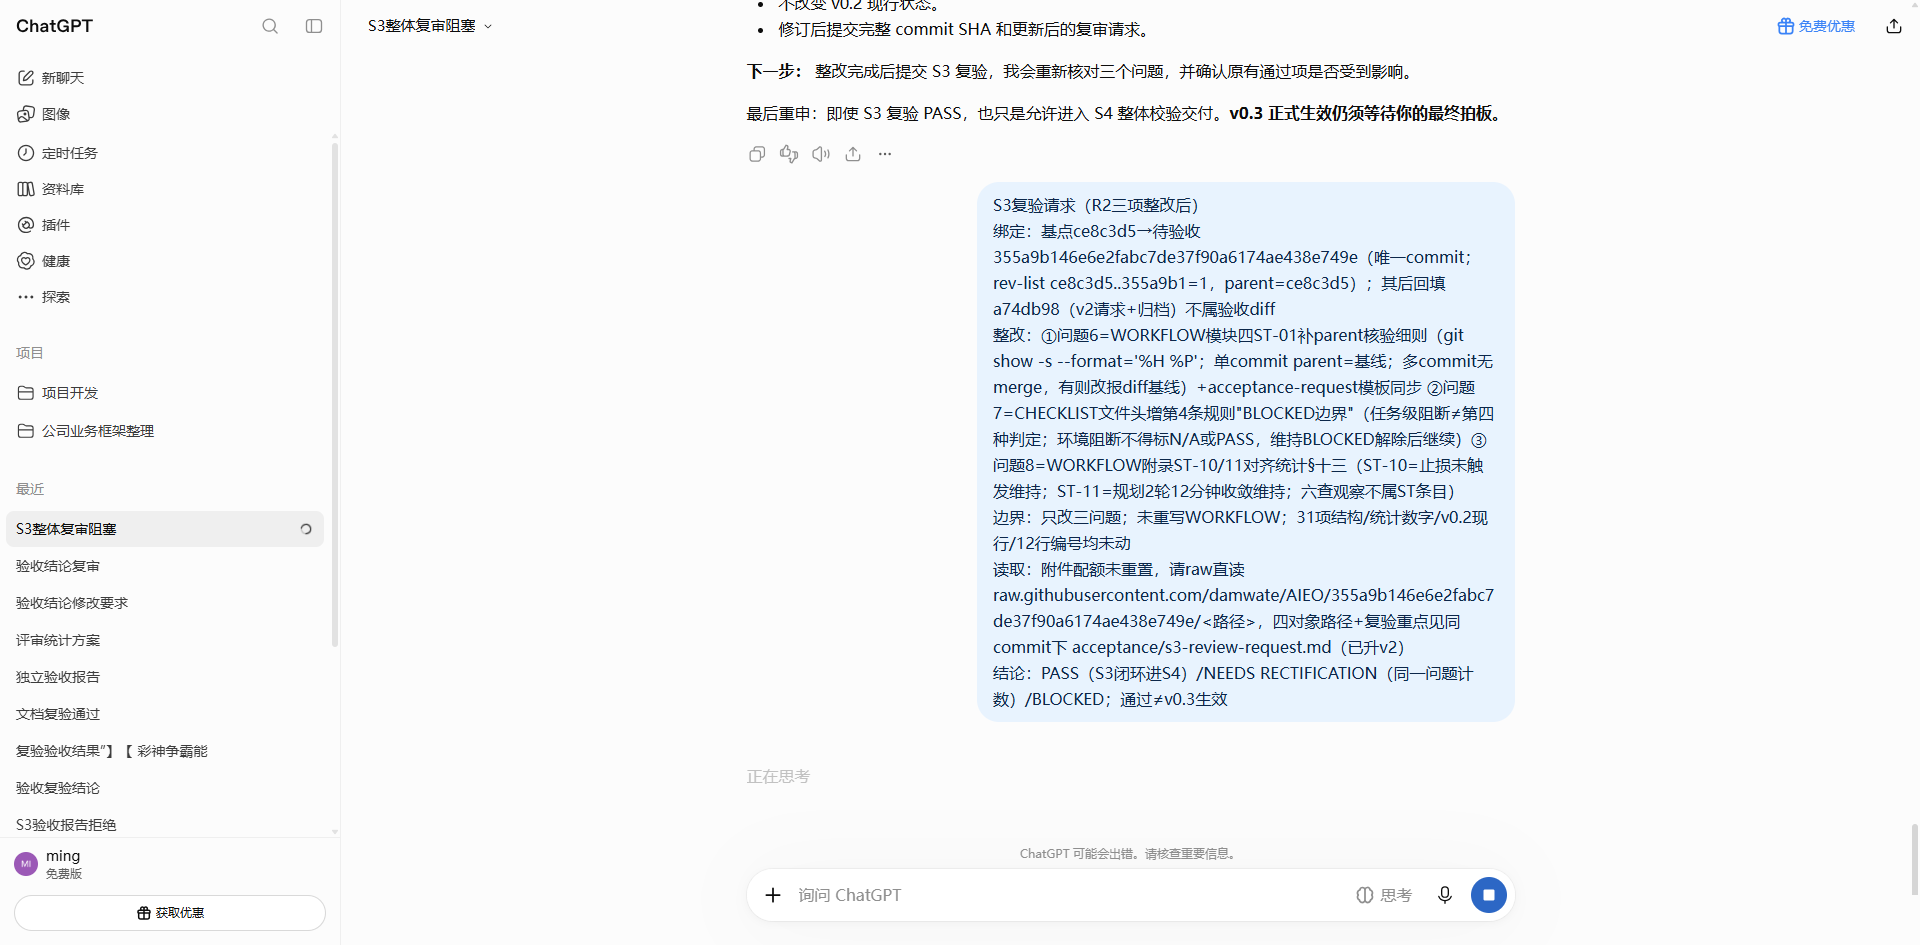 ChatGPT
新聊天
图像
定时任务
资料库
插件
健康
探索
项目
项目开发
公司业务框架整理
最近
S3整体复审阻塞
验收结论复审
验收结论修改要求
评审统计方案
独立验收报告
文档复验通过
复验验收结果”】【 彩神争霸能
验收复验结论
S3验收报告拒绝
MI
ming
免费版
获取优惠
S3整体复审阻塞
免费优惠
不改变 v0.2 现行状态。
修订后提交完整 commit SHA 和更新后的复审请求。
下一步： 整改完成后提交 S3 复验，我会重新核对三个问题，并确认原有通过项是否受到影响。
最后重申：即使 S3 复验 PASS，也只是允许进入 S4 整体校验交付。v0.3 正式生效仍须等待你的最终拍板。
S3复验请求（R2三项整改后）
绑定：基点ce8c3d5→待验收
355a9b146e6e2fabc7de37f90a6174ae438e749e（唯一commit；
rev-list ce8c3d5..355a9b1=1，parent=ce8c3d5）；其后回填
a74db98（v2请求+归档）不属验收diff
整改：①问题6=WORKFLOW模块四ST-01补parent核验细则（git
show -s --format='%H %P'；单commit parent=基线；多commit无
merge，有则改报diff基线）+acceptance-request模板同步 ②问题
7=CHECKLIST文件头增第4条规则"BLOCKED边界"（任务级阻断≠第四
种判定；环境阻断不得标N/A或PASS，维持BLOCKED解除后继续）③
问题8=WORKFLOW附录ST-10/11对齐统计§十三（ST-10=止损未触
发维持；ST-11=规划2轮12分钟收敛维持；六查观察不属ST条目）
边界：只改三问题；未重写WORKFLOW；31项结构/统计数字/v0.2现
行/12行编号均未动
读取：附件配额未重置，请raw直读
raw.githubusercontent.com/damwate/AIEO/355a9b146e6e2fabc7
de37f90a6174ae438e749e/<路径>，四对象路径+复验重点见同
commit下 acceptance/s3-review-request.md（已升v2）
结论：PASS（S3闭环进S4）/NEEDS RECTIFICATION（同一问题计
数）/BLOCKED；通过≠v0.3生效
正在思考
ChatGPT 可能会出错。请核查重要信息。
询问 ChatGPT
思考